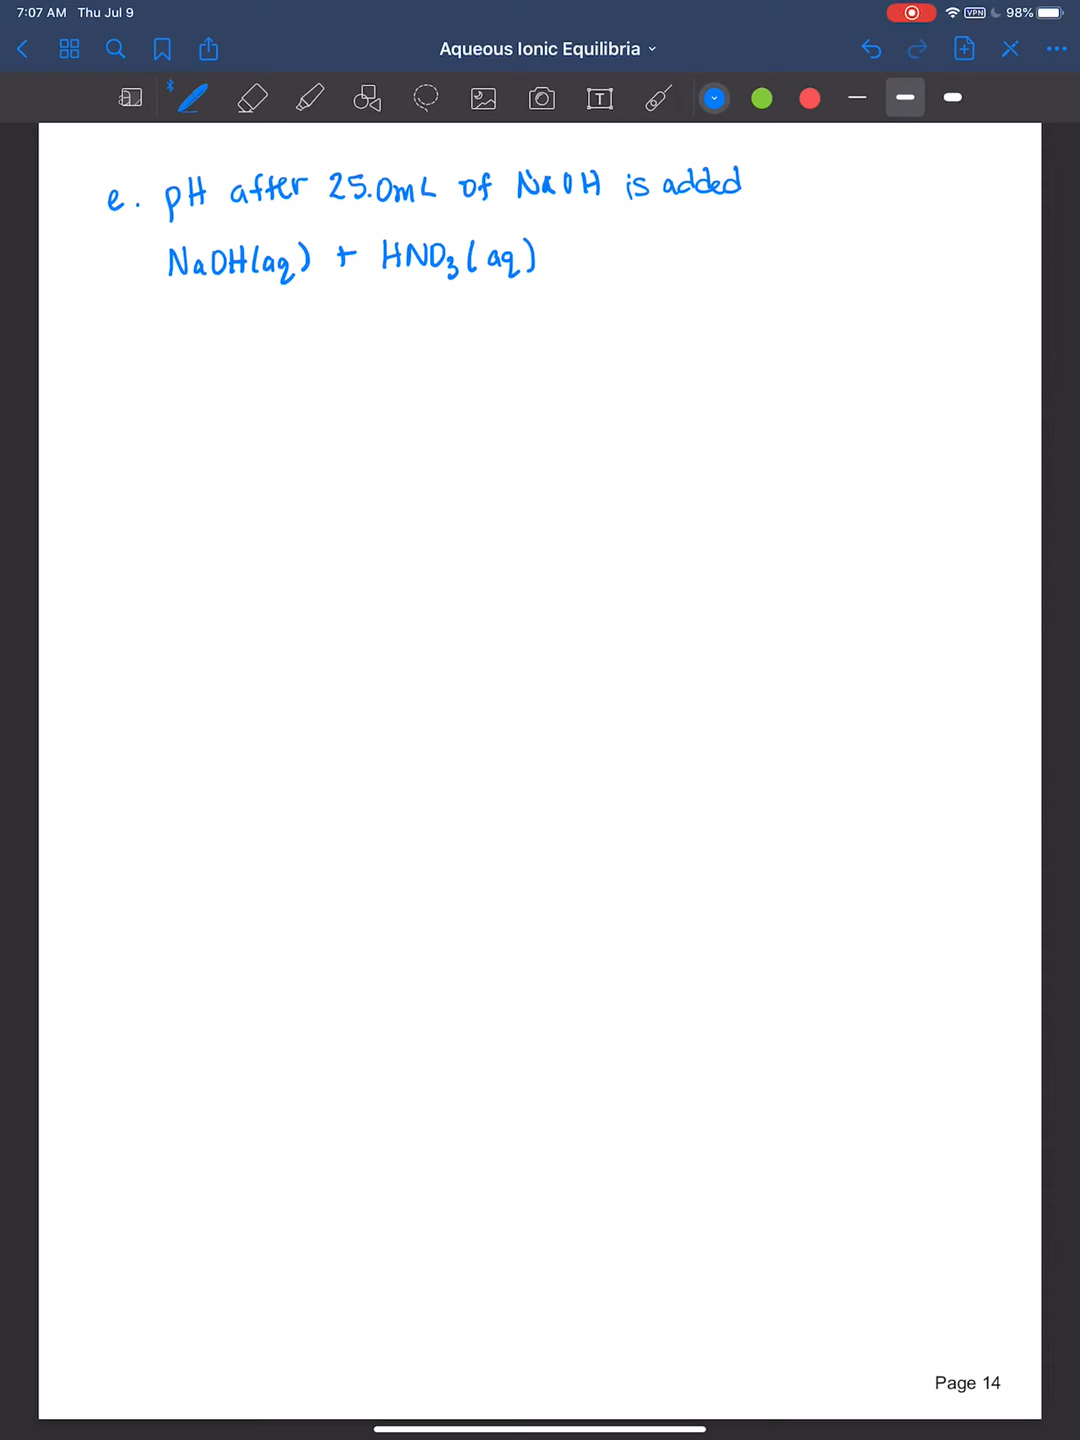 7:07 AM Thu Jul 9 VPN 98%
Aqueous Ionic Equilibria
T
e. pH after 25.0mL of NaOH is added
NaOH(aq) + HNO₃(aq)
Page 14